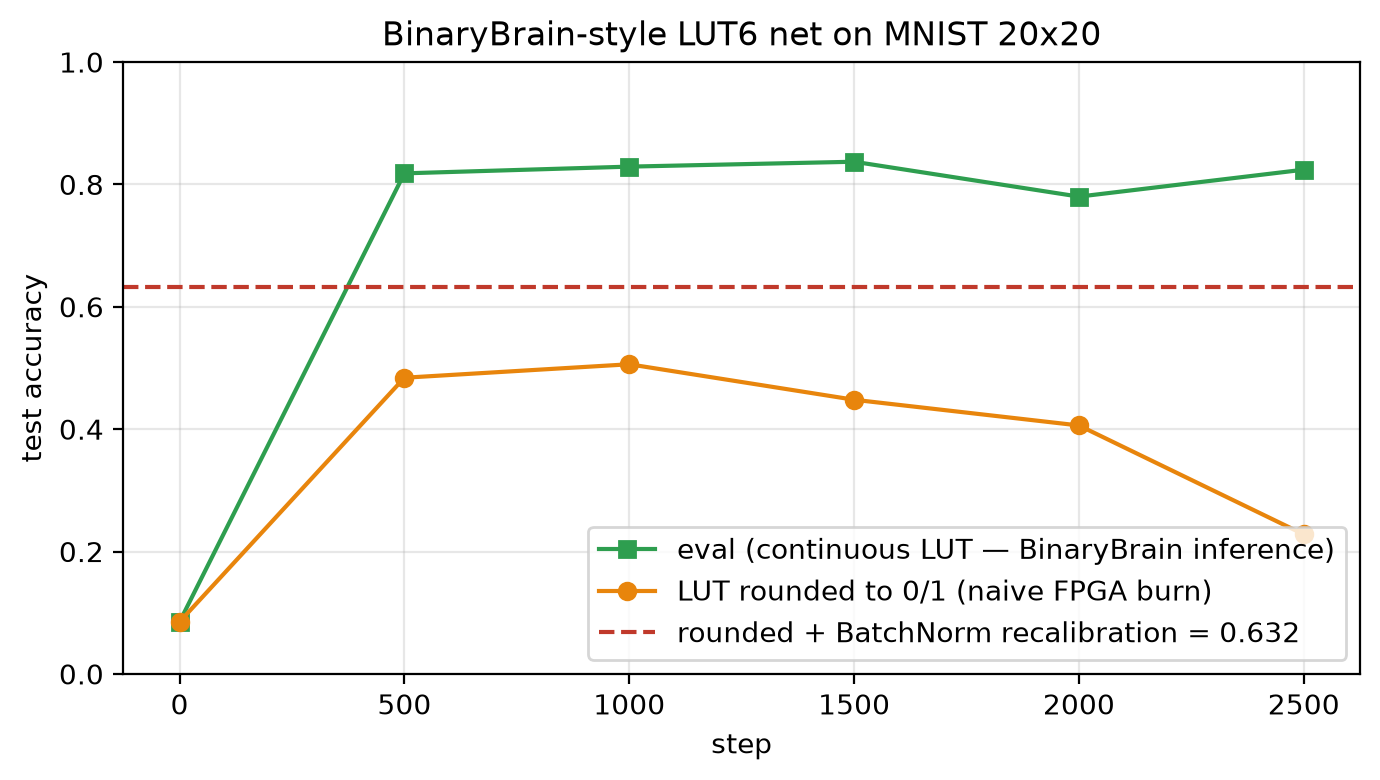 BinaryBrain-style LUT6 net on MNIST 20x20
1.0
0.8
0.6
0.4
0.2
0.0
test accuracy
eval (continuous LUT — BinaryBrain inference)
LUT rounded to 0/1 (naive FPGA burn)
rounded + BatchNorm recalibration = 0.632
0 500 1000 1500 2000 2500
step